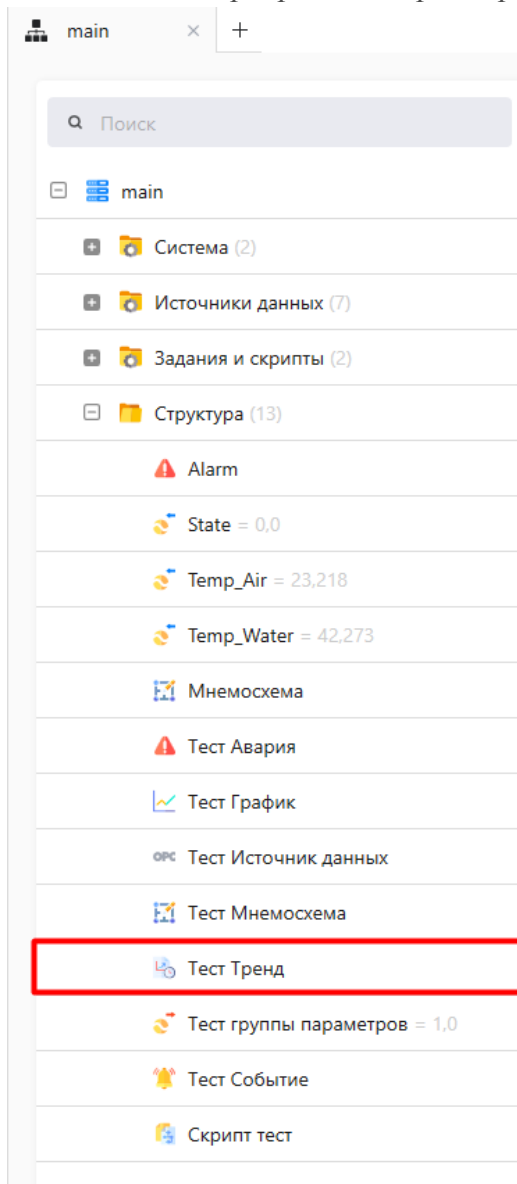 main × +
Поиск
main
Система (2)
Источники данных (7)
Задания и скрипты (2)
Структура (13)
Alarm
State = 0,0
Temp_Air = 23,218
Temp_Water = 42,273
Мнемосхема
Тест Авария
Тест График
OPC Тест Источник данных
Тест Мнемосхема
Тест Тренд
Тест группы параметров = 1,0
Тест Событие
Скрипт тест